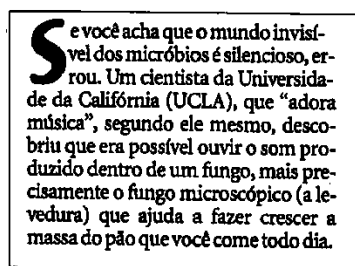 Se você acha que o mundo invisí-
vel dos micróbios é silencioso, er-
rou. Um cientista da Universida-
de da Califórnia (UCLA), que “adora
música”, segundo ele mesmo, desco-
briu que era possível ouvir o som pro-
duzido dentro de um fungo, mais pre-
cisamente o fungo microscópico (a le-
vedura) que ajuda a fazer crescer a
massa do pão que você come todo dia.